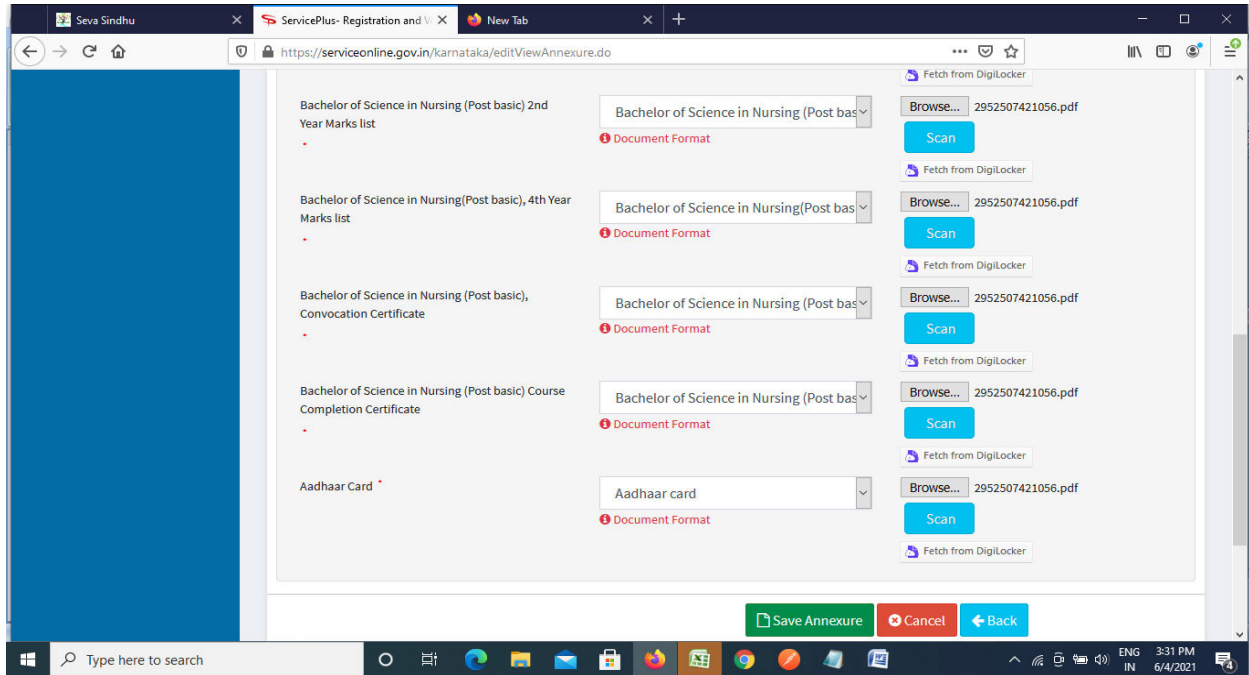 Seva Sindhu
ServicePlus- Registration and V
New Tab
https://serviceonline.gov.in/karnataka/editViewAnnexure.do
Fetch from DigiLocker
Bachelor of Science in Nursing (Post basic) 2nd
Year Marks list
*
Bachelor of Science in Nursing (Post bas
Document Format
Browse... 2952507421056.pdf
Scan
Fetch from DigiLocker
Bachelor of Science in Nursing(Post basic), 4th Year
Marks list
*
Bachelor of Science in Nursing(Post bas
Document Format
Browse... 2952507421056.pdf
Scan
Fetch from DigiLocker
Bachelor of Science in Nursing (Post basic),
Convocation Certificate
*
Bachelor of Science in Nursing (Post bas
Document Format
Browse... 2952507421056.pdf
Scan
Fetch from DigiLocker
Bachelor of Science in Nursing (Post basic) Course
Completion Certificate
*
Bachelor of Science in Nursing (Post bas
Document Format
Browse... 2952507421056.pdf
Scan
Fetch from DigiLocker
Aadhaar Card *
Aadhaar card
Document Format
Browse... 2952507421056.pdf
Scan
Fetch from DigiLocker
Save Annexure
Cancel
Back
Type here to search
ENG
IN
3:31 PM
6/4/2021
4